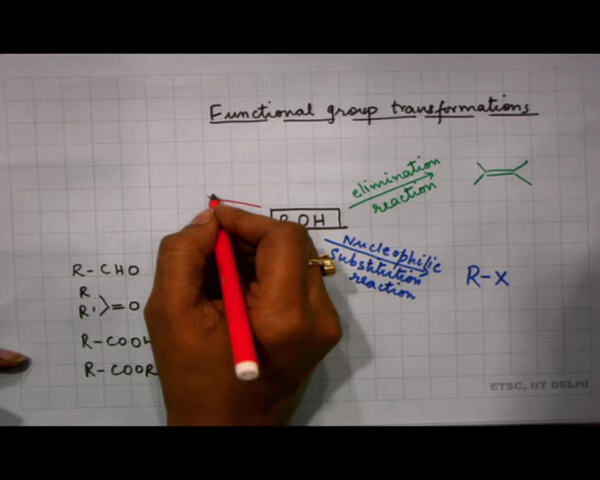 Functional group transformations
elimination
reaction
R-OH
Nucleophilic
Substitution
reaction
R-X
R-CHO
R
R'>=O
R-COOH
R-COOR
ETSC, IIT DELHI